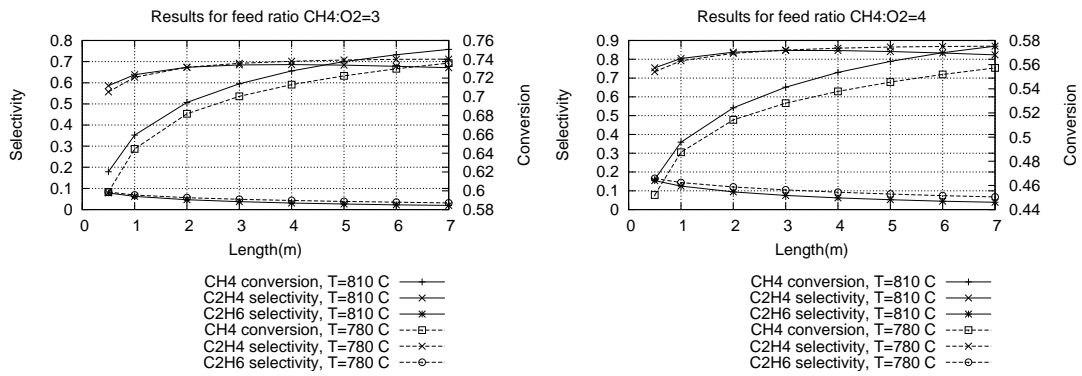 Results for feed ratio CH4:O2=3
0.8
0.7
0.6
0.5
0.4
0.3
0.2
0.1
0
Selectivity
0.76
0.74
0.72
0.7
0.68
0.66
0.64
0.62
0.6
0.58
Conversion
0 1 2 3 4 5 6 7
Length(m)
CH4 conversion, T=810 C
C2H4 selectivity, T=810 C
C2H6 selectivity, T=810 C
CH4 conversion, T=780 C
C2H4 selectivity, T=780 C
C2H6 selectivity, T=780 C
Results for feed ratio CH4:O2=4
0.9
0.8
0.7
0.6
0.5
0.4
0.3
0.2
0.1
0
Selectivity
0.58
0.56
0.54
0.52
0.5
0.48
0.46
0.44
Conversion
0 1 2 3 4 5 6 7
Length(m)
CH4 conversion, T=810 C
C2H4 selectivity, T=810 C
C2H6 selectivity, T=810 C
CH4 conversion, T=780 C
C2H4 selectivity, T=780 C
C2H6 selectivity, T=780 C